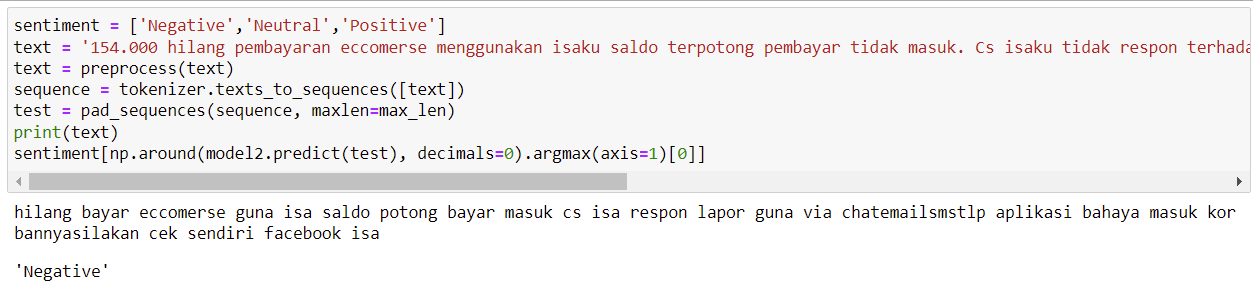 sentiment = ['Negative','Neutral','Positive']
text = '154.000 hilang pembayaran eccomerse menggunakan isaku saldo terpotong pembayar tidak masuk. Cs isaku tidak respon terhada
text = preprocess(text)
sequence = tokenizer.texts_to_sequences([text])
test = pad_sequences(sequence, maxlen=max_len)
print(text)
sentiment[np.around(model2.predict(test), decimals=0).argmax(axis=1)[0]]
hilang bayar eccomerse guna isa saldo potong bayar masuk cs isa respon lapor guna via chatemailsmstlp aplikasi bahaya masuk kor
bannyasilakan cek sendiri facebook isa
'Negative'